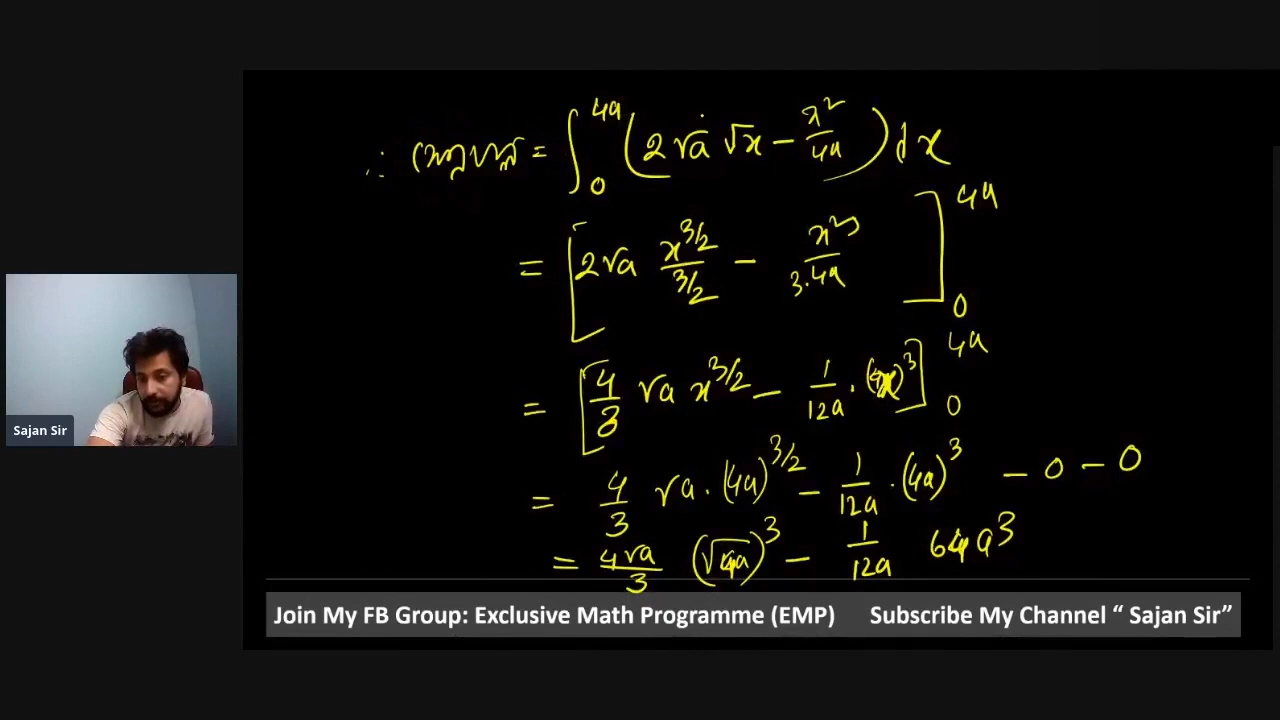 ∴ ক্ষেত্রফল = ∫₀^{4a} (2√a √x − x²/4a) dx
= [2√a x^{3/2}/(3/2) − x³/3.4a]₀^{4a}
= [4/3 √a x^{3/2} − 1/12a . (x)³]₀^{4a}
= 4/3 √a . (4a)^{3/2} − 1/12a . (4a)³ − 0 − 0
= 4√a/3 (√4a)³ − 1/12a 64a³
Sajan Sir
Join My FB Group: Exclusive Math Programme (EMP) Subscribe My Channel “ Sajan Sir”